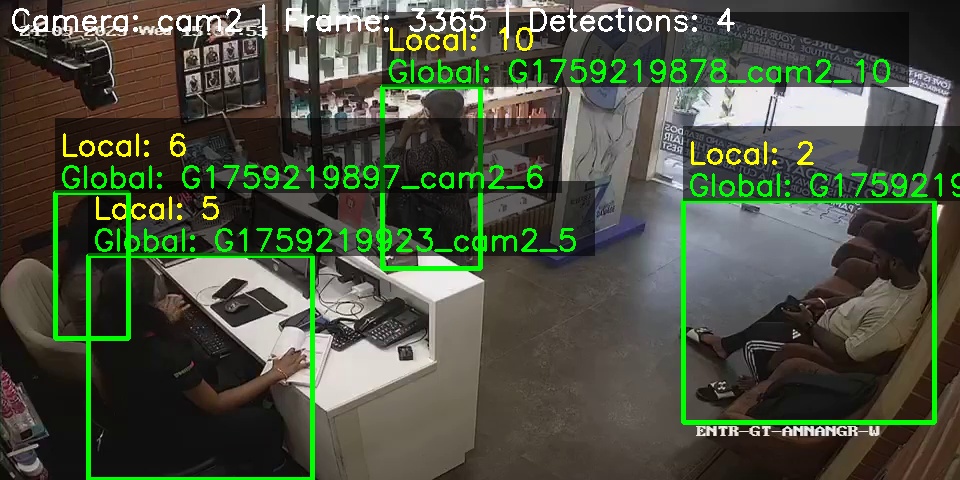 Camera: cam2 | Frame: 3365 | Detections: 4
Local: 10
Global: G1759219878_cam2_10
Local: 6
Global: G1759219897_cam2_6
Local: 2
Global: G1759219
Local: 5
Global: G1759219923_cam2_5
ENTR-GT-ANNANGR-W